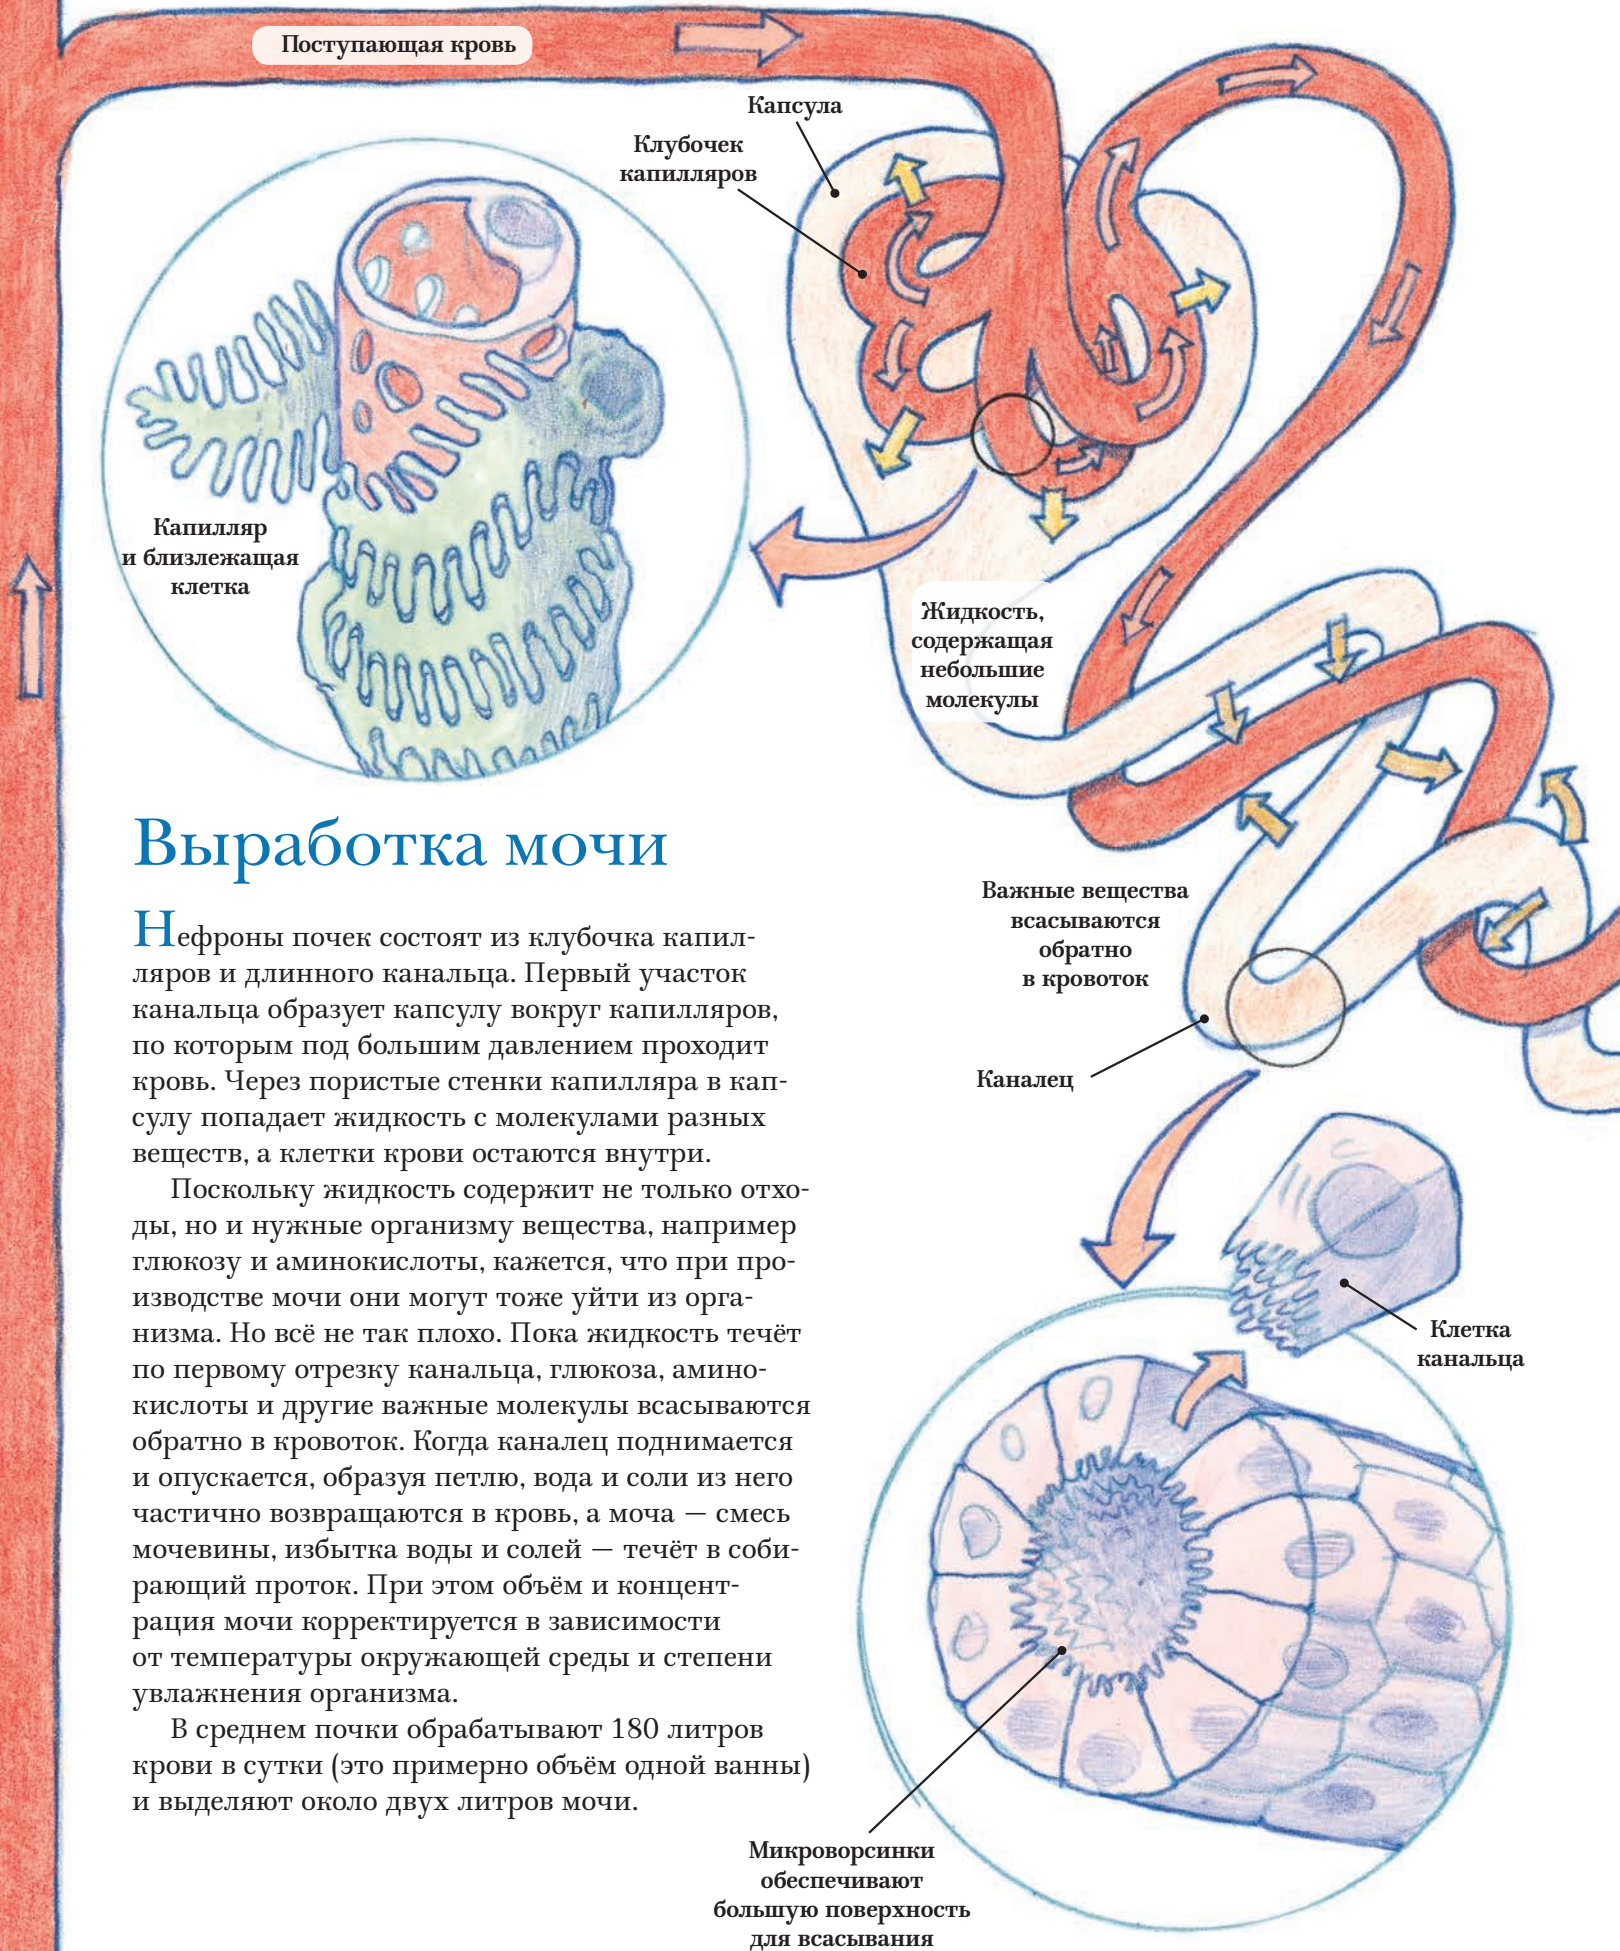 Поступающая кровь
Капсула
Клубочек
капилляров
Капилляр
и близлежащая
клетка
Жидкость,
содержащая
небольшие
молекулы
Выработка мочи
Нефроны почек состоят из клубочка капил-
ляров и длинного канальца. Первый участок
канальца образует капсулу вокруг капилляров,
по которым под большим давлением проходит
кровь. Через пористые стенки капилляра в кап-
сулу попадает жидкость с молекулами разных
веществ, а клетки крови остаются внутри.
Поскольку жидкость содержит не только отхо-
ды, но и нужные организму вещества, например
глюкозу и аминокислоты, кажется, что при про-
изводстве мочи они могут тоже уйти из орга-
низма. Но всё не так плохо. Пока жидкость течёт
по первому отрезку канальца, глюкоза, амино-
кислоты и другие важные молекулы всасываются
обратно в кровоток. Когда каналец поднимается
и опускается, образуя петлю, вода и соли из него
частично возвращаются в кровь, а моча — смесь
мочевины, избытка воды и солей — течёт в соби-
рающий проток. При этом объём и концент-
рация мочи корректируется в зависимости
от температуры окружающей среды и степени
увлажнения организма.
В среднем почки обрабатывают 180 литров
крови в сутки (это примерно объём одной ванны)
и выделяют около двух литров мочи.
Важные вещества
всасываются
обратно
в кровоток
Каналец
Клетка
канальца
Микроворсинки
обеспечивают
большую поверхность
для всасывания